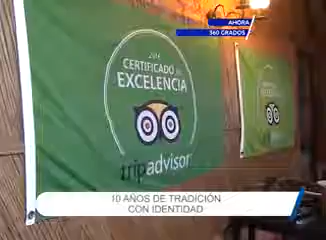 AHORA
360 GRADOS
2014
CERTIFICADO de
EXCELENCIA
tripadvisor
10 AÑOS DE TRADICIÓN
CON IDENTIDAD